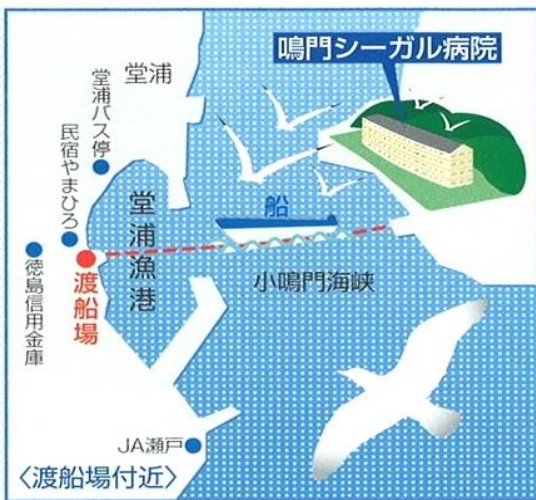 鳴門シーガル病院
堂浦
堂浦バス停
民宿やまひろ
堂浦漁港
船
渡船場
徳島信用金庫
小鳴門海峡
JA瀬戸
〈渡船場付近〉